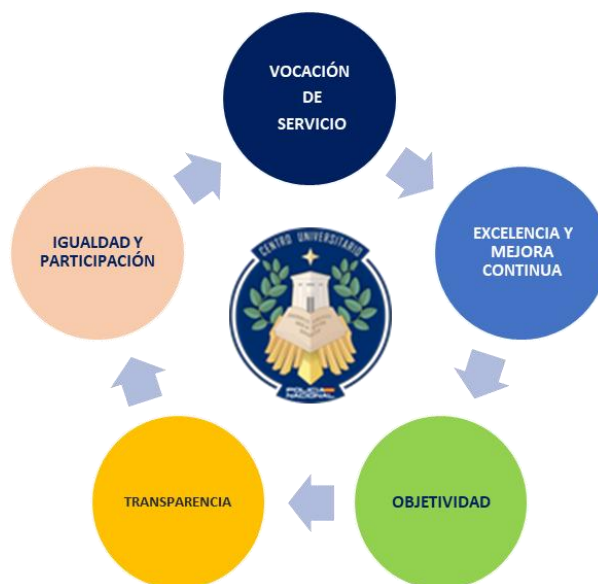 VOCACIÓN
DE
SERVICIO
EXCELENCIA Y
MEJORA
CONTINUA
IGUALDAD Y
PARTICIPACIÓN
CENTRO UNIVERSITARIO
POLICIA
NACIONAL
TRANSPARENCIA
OBJETIVIDAD